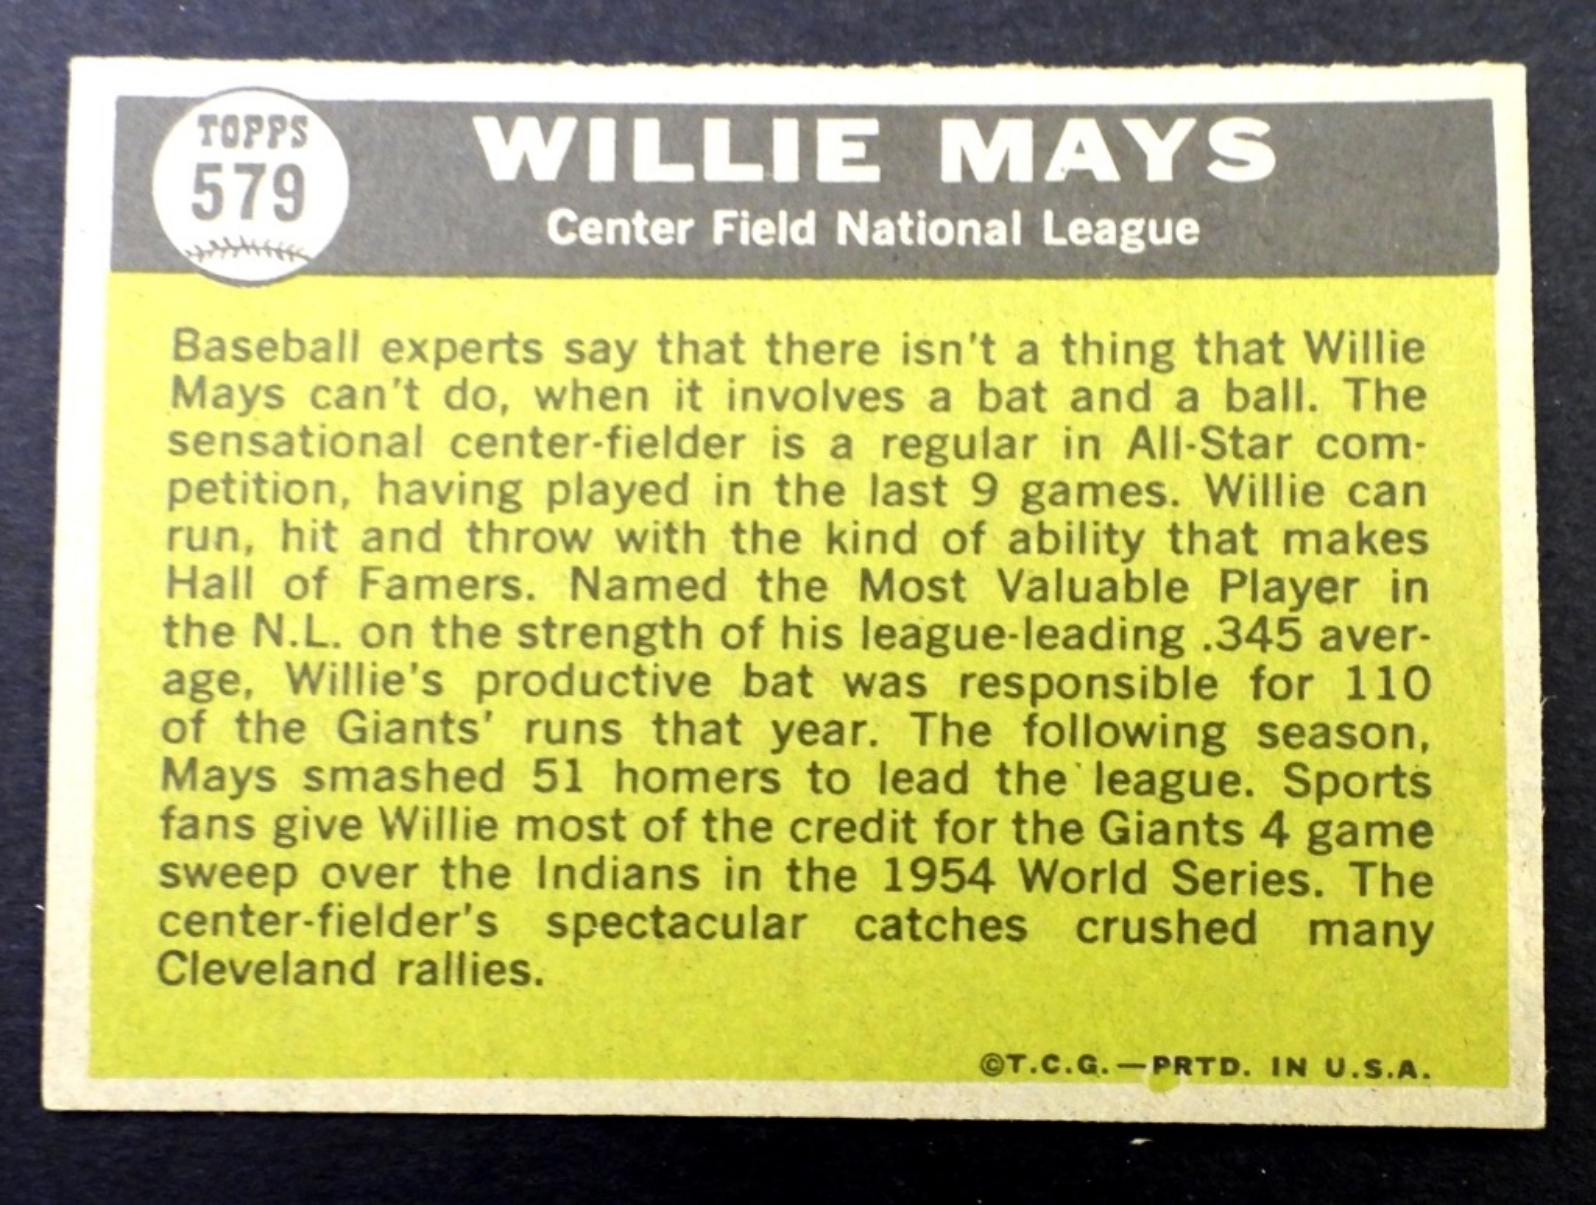 TOPPS
579
WILLIE MAYS
Center Field National League
Baseball experts say that there isn't a thing that Willie
Mays can't do, when it involves a bat and a ball. The
sensational center-fielder is a regular in All-Star com-
petition, having played in the last 9 games. Willie can
run, hit and throw with the kind of ability that makes
Hall of Famers. Named the Most Valuable Player in
the N.L. on the strength of his league-leading .345 aver-
age, Willie's productive bat was responsible for 110
of the Giants' runs that year. The following season,
Mays smashed 51 homers to lead the league. Sports
fans give Willie most of the credit for the Giants 4 game
sweep over the Indians in the 1954 World Series. The
center-fielder's spectacular catches crushed many
Cleveland rallies.
©T.C.G.—PRTD. IN U.S.A.